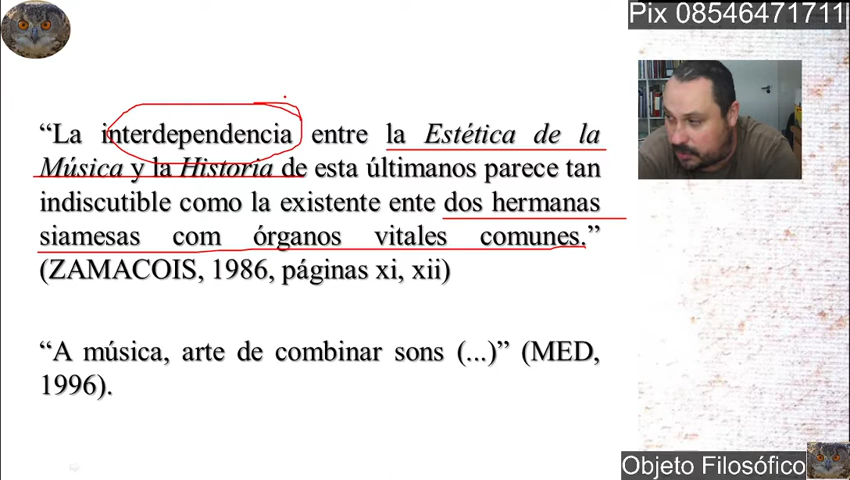 Pix 08546471711
“La interdependencia entre la Estética de la
Música y la Historia de esta últimanos parece tan
indiscutible como la existente ente dos hermanas
siamesas com órganos vitales comunes.”
(ZAMACOIS, 1986, páginas xi, xii)
“A música, arte de combinar sons (...)” (MED,
1996).
Objeto Filosófico